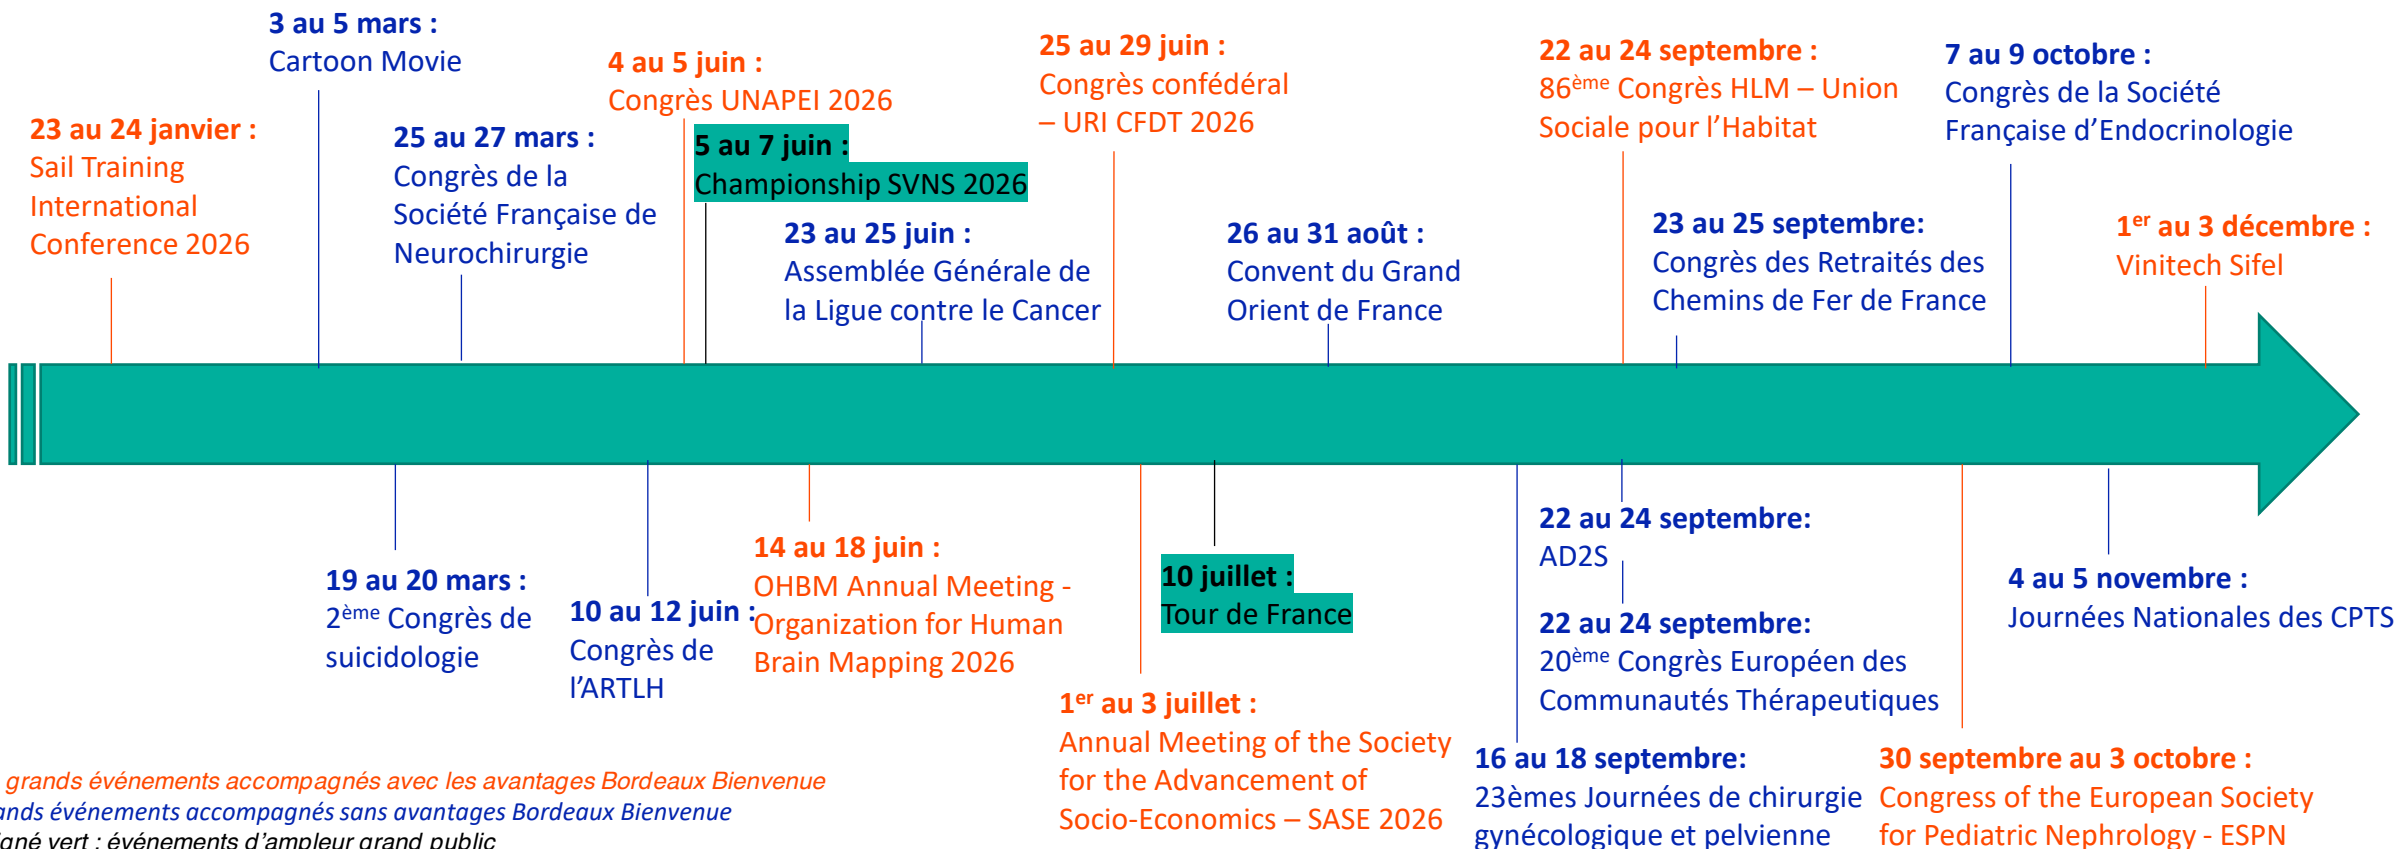 3 au 5 mars :
Cartoon Movie
4 au 5 juin :
Congrès UNAPEI 2026
25 au 29 juin :
Congrès confédéral
– URI CFDT 2026
22 au 24 septembre :
86ème Congrès HLM – Union
Sociale pour l’Habitat
7 au 9 octobre :
Congrès de la Société
Française d’Endocrinologie
23 au 24 janvier :
Sail Training
International
Conference 2026
25 au 27 mars :
Congrès de la
Société Française de
Neurochirurgie
5 au 7 juin :
Championship SVNS 2026
23 au 25 juin :
Assemblée Générale de
la Ligue contre le Cancer
26 au 31 août :
Convent du Grand
Orient de France
23 au 25 septembre:
Congrès des Retraités des
Chemins de Fer de France
1er au 3 décembre :
Vinitech Sifel
19 au 20 mars :
2ème Congrès de
suicidologie
10 au 12 juin :
Congrès de
l’ARTLH
14 au 18 juin :
OHBM Annual Meeting -
Organization for Human
Brain Mapping 2026
10 juillet :
Tour de France
1er au 3 juillet :
Annual Meeting of the Society
for the Advancement of
Socio-Economics – SASE 2026
22 au 24 septembre:
AD2S
22 au 24 septembre:
20ème Congrès Européen des
Communautés Thérapeutiques
16 au 18 septembre:
23èmes Journées de chirurgie
gynécologique et pelvienne
30 septembre au 3 octobre :
Congress of the European Society
for Pediatric Nephrology - ESPN
4 au 5 novembre :
Journées Nationales des CPTS
grands événements accompagnés avec les avantages Bordeaux Bienvenue
événements accompagnés sans avantages Bordeaux Bienvenue
vert : événements d’ampleur grand public